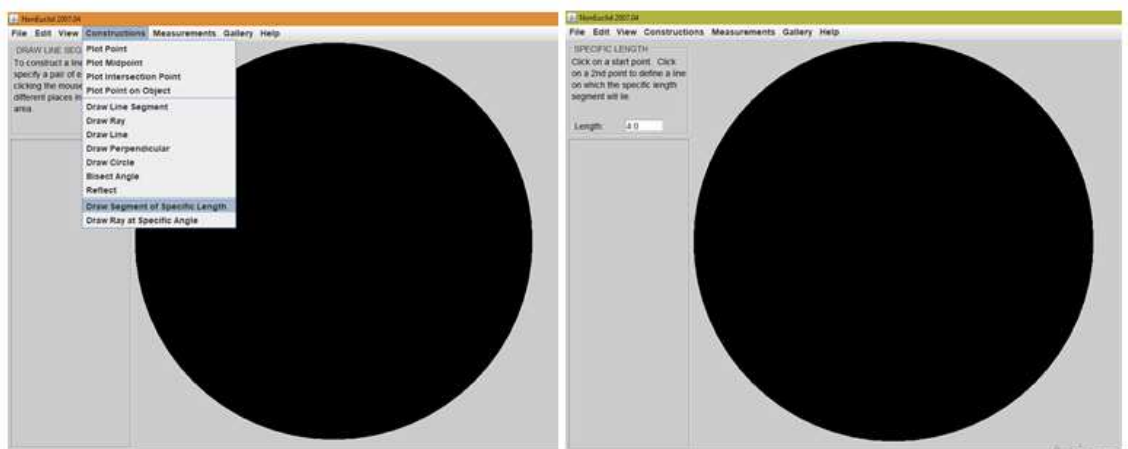 NonEuclid 2007.04
File Edit View Constructions Measurements Gallery Help
DRAW LINE SEG
To construct a line
specify a pair of e
clicking the mouse
different places in
area.
Plot Point
Plot Midpoint
Plot Intersection Point
Plot Point on Object
Draw Line Segment
Draw Ray
Draw Line
Draw Perpendicular
Draw Circle
Bisect Angle
Reflect
Draw Segment of Specific Length
Draw Ray at Specific Angle
NonEuclid 2007.04
File Edit View Constructions Measurements Gallery Help
SPECIFIC LENGTH
Click on a start point. Click
on a 2nd point to define a line
on which the specific length
segment will lie.
Length: 4.0